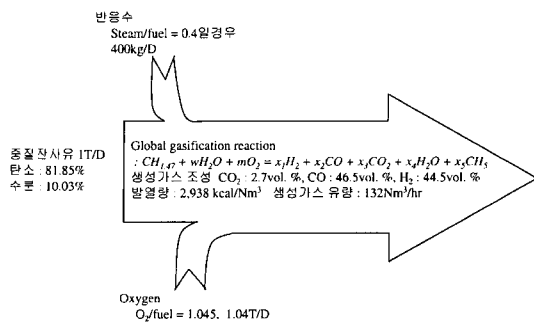 반응수
Steam/fuel = 0.4일경우
400kg/D
중질잔사유 1T/D
탄소 : 81.85%
수소 : 10.03%
Global gasification reaction
: CH1.47 + wH2O + mO2 = x1H2 + x2CO + x3CO2 + x4H2O + x5CH5
생성가스 조성 CO2 : 2.7vol. %, CO : 46.5vol. %, H2 : 44.5vol. %
발열량 : 2,938 kcal/Nm3 생성가스 유량 : 132Nm3/hr
Oxygen
O2/fuel = 1.045, 1.04T/D